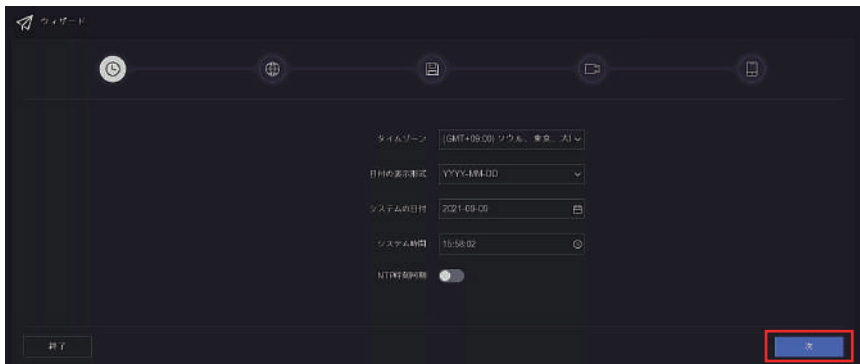 ウィザード
タイムゾーン (GMT+09:00) ソウル、東京、大
日付の表示形式 YYYY-MM-DD
システムの日付 2021-09-09
システム時間 15:58:02
NTP時刻同期
終了
次